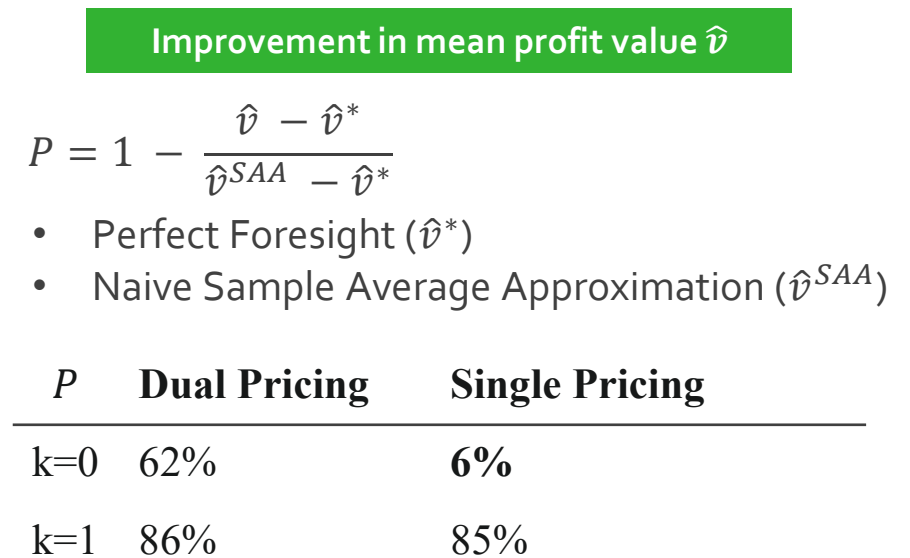 Improvement in mean profit value v̂
P = 1 − (v̂ − v̂*) / (v̂^SAA − v̂*)
• Perfect Foresight (v̂*)
• Naive Sample Average Approximation (v̂^SAA)
P Dual Pricing Single Pricing
k=0 62% 6%
k=1 86% 85%